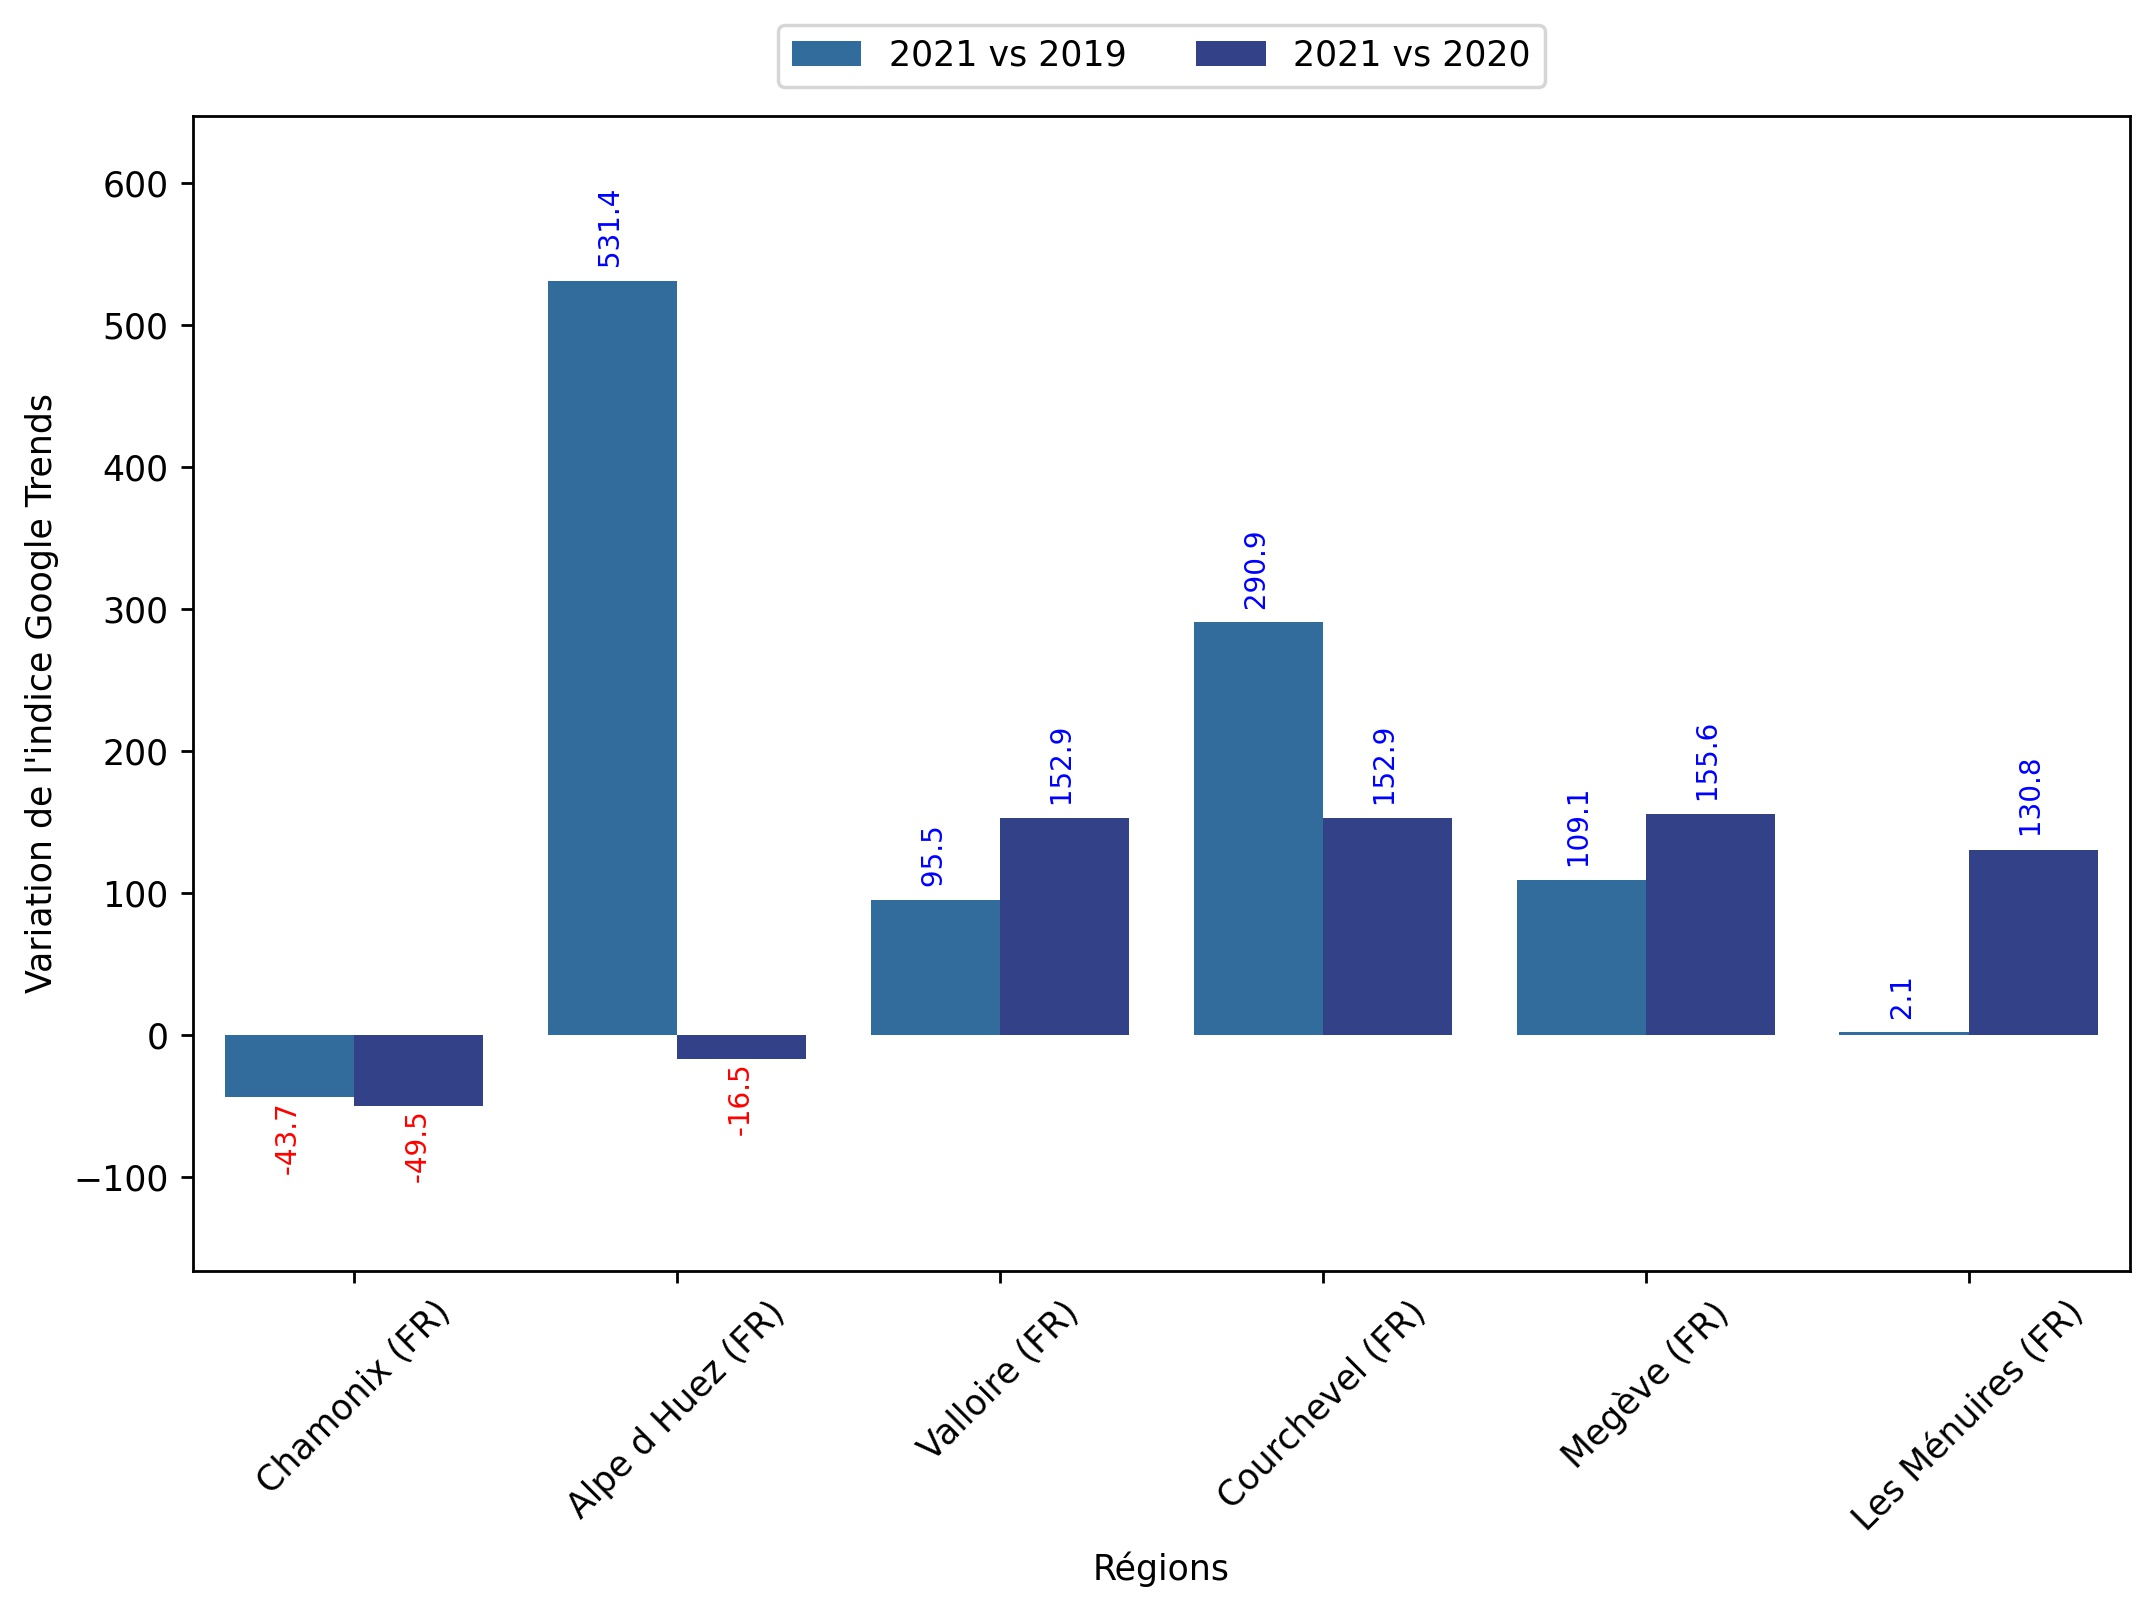 2021 vs 2019
2021 vs 2020
Variation de l'indice Google Trends
600
500
400
300
200
100
0
−100
-43.7
-49.5
531.4
-16.5
95.5
152.9
290.9
152.9
109.1
155.6
2.1
130.8
Chamonix (FR)
Alpe d Huez (FR)
Valloire (FR)
Courchevel (FR)
Megève (FR)
Les Ménuires (FR)
Régions